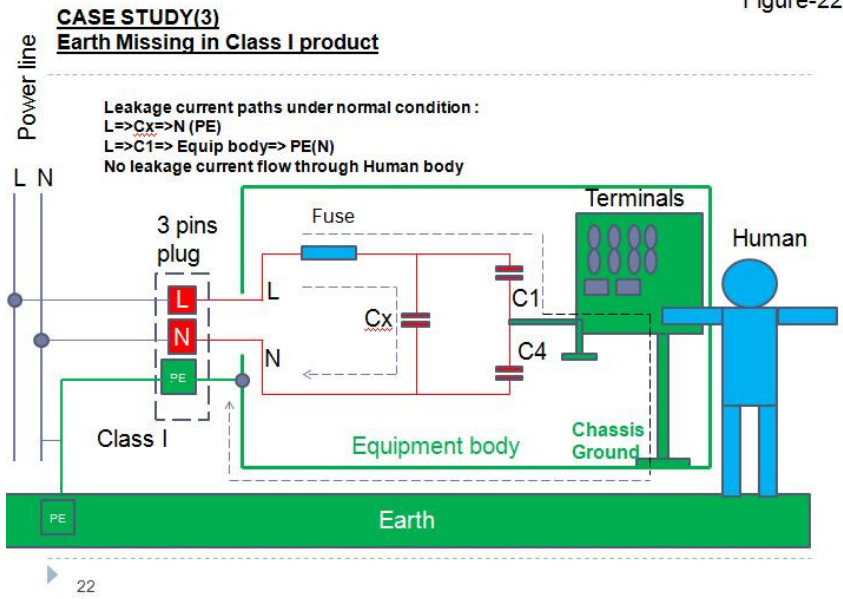 Figure-22
CASE STUDY(3)
Earth Missing in Class I product
Power line
Leakage current paths under normal condition :
L=>Cx=>N (PE)
L=>C1=> Equip body=> PE(N)
No leakage current flow through Human body
L N
3 pins
plug
Fuse
Terminals
Human
L
L
C1
Cx
N
N
C4
PE
Class I
Equipment body
Chassis
Ground
PE
Earth
22